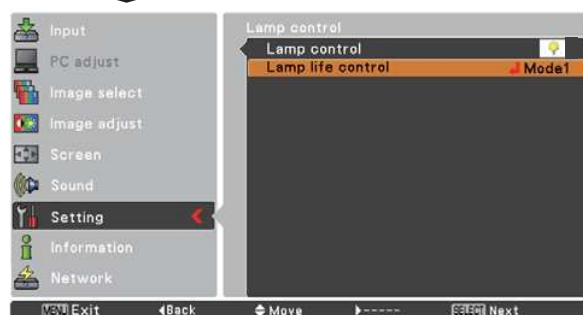 Input
PC adjust
Image select
Image adjust
Screen
Sound
Setting
Information
Network
Lamp control
Lamp control
Lamp life control Mode1
MENU Exit Back Move ----- SELECT Next